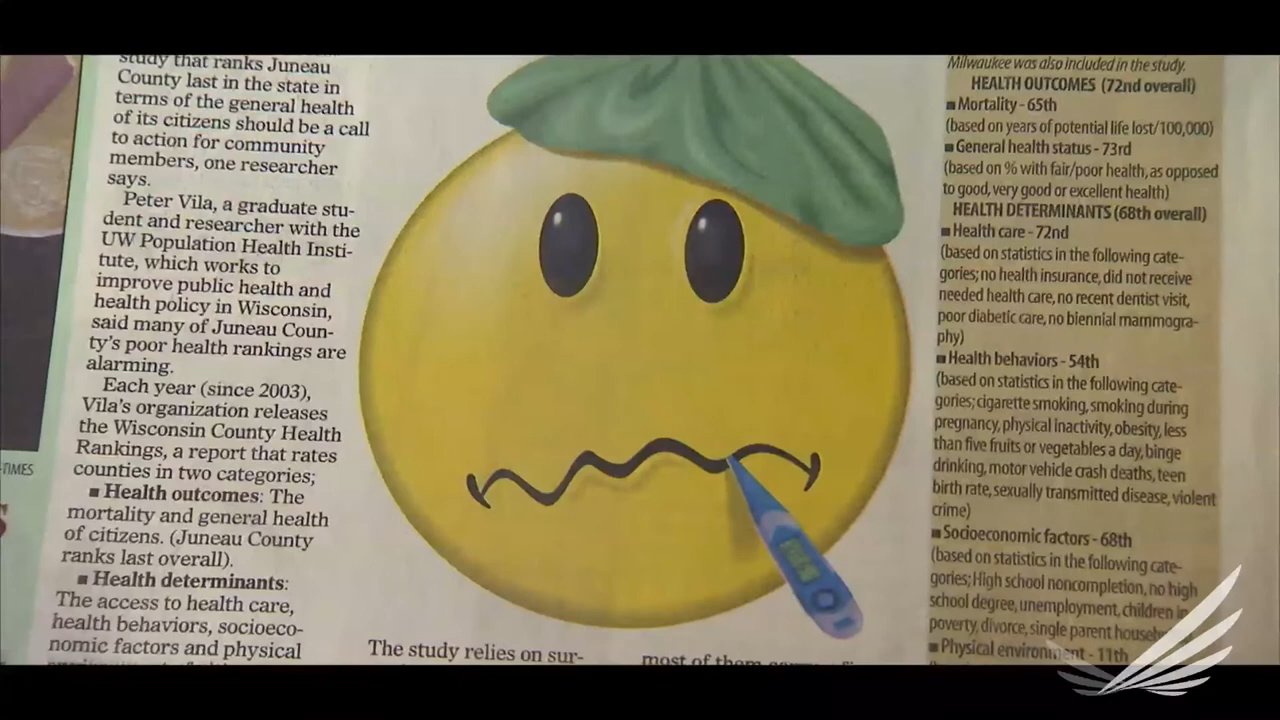 study that ranks Juneau
County last in the state in
terms of the general health
of its citizens should be a call
to action for community
members, one researcher
says.
Peter Vila, a graduate stu-
dent and researcher with the
UW Population Health Insti-
tute, which works to
improve public health and
health policy in Wisconsin,
said many of Juneau Coun-
ty's poor health rankings are
alarming.
Each year (since 2003),
Vila's organization releases
the Wisconsin County Health
Rankings, a report that rates
counties in two categories;
■ Health outcomes: The
mortality and general health
of citizens. (Juneau County
ranks last overall).
■ Health determinants:
The access to health care,
health behaviors, socioeco-
nomic factors and physical
-TIMES
The study relies on sur-
most of them
Milwaukee was also included in the study.
HEALTH OUTCOMES (72nd overall)
■ Mortality - 65th
(based on years of potential life lost/100,000)
■ General health status - 73rd
(based on % with fair/poor health, as opposed
to good, very good or excellent health)
HEALTH DETERMINANTS (68th overall)
■ Health care - 72nd
(based on statistics in the following cate-
gories; no health insurance, did not receive
needed health care, no recent dentist visit,
poor diabetic care, no biennial mammogra-
phy)
■ Health behaviors - 54th
(based on statistics in the following cate-
gories; cigarette smoking, smoking during
pregnancy, physical inactivity, obesity, less
than five fruits or vegetables a day, binge
drinking, motor vehicle crash deaths, teen
birth rate, sexually transmitted disease, violent
crime)
■ Socioeconomic factors - 68th
(based on statistics in the following cate-
gories; High school noncompletion, no high
school degree, unemployment, children in
poverty, divorce, single parent household
■ Physical environment - 11th